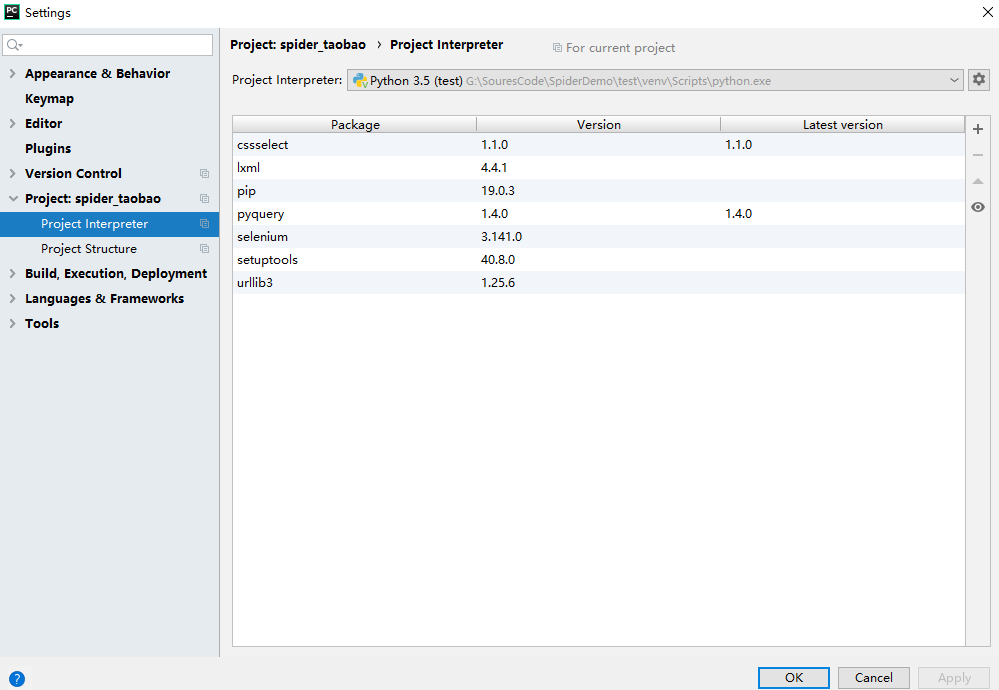 PC Settings
Appearance & Behavior
Keymap
Editor
Plugins
Version Control
Project: spider_taobao
Project Interpreter
Project Structure
Build, Execution, Deployment
Languages & Frameworks
Tools
Project: spider_taobao › Project Interpreter For current project
Project Interpreter: Python 3.5 (test) G:\SouresCode\SpiderDemo\test\venv\Scripts\python.exe
Package Version Latest version
cssselect 1.1.0 1.1.0
lxml 4.4.1
pip 19.0.3
pyquery 1.4.0 1.4.0
selenium 3.141.0
setuptools 40.8.0
urllib3 1.25.6
? OK Cancel Apply